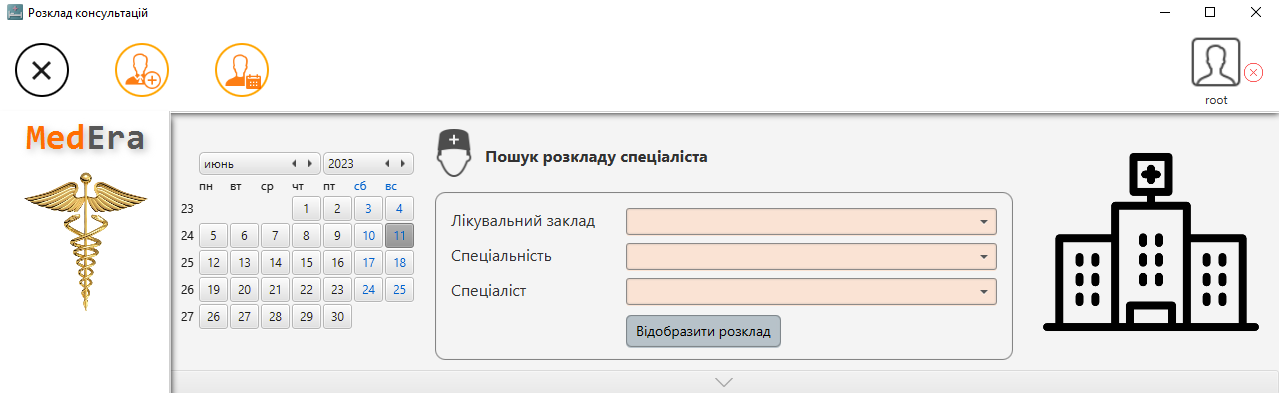 Розклад консультацій
root
MedEra
июнь 2023
пн вт ср чт пт сб вс
23 1 2 3 4
24 5 6 7 8 9 10 11
25 12 13 14 15 16 17 18
26 19 20 21 22 23 24 25
27 26 27 28 29 30
Пошук розкладу спеціаліста
Лікувальний заклад
Спеціальність
Спеціаліст
Відобразити розклад